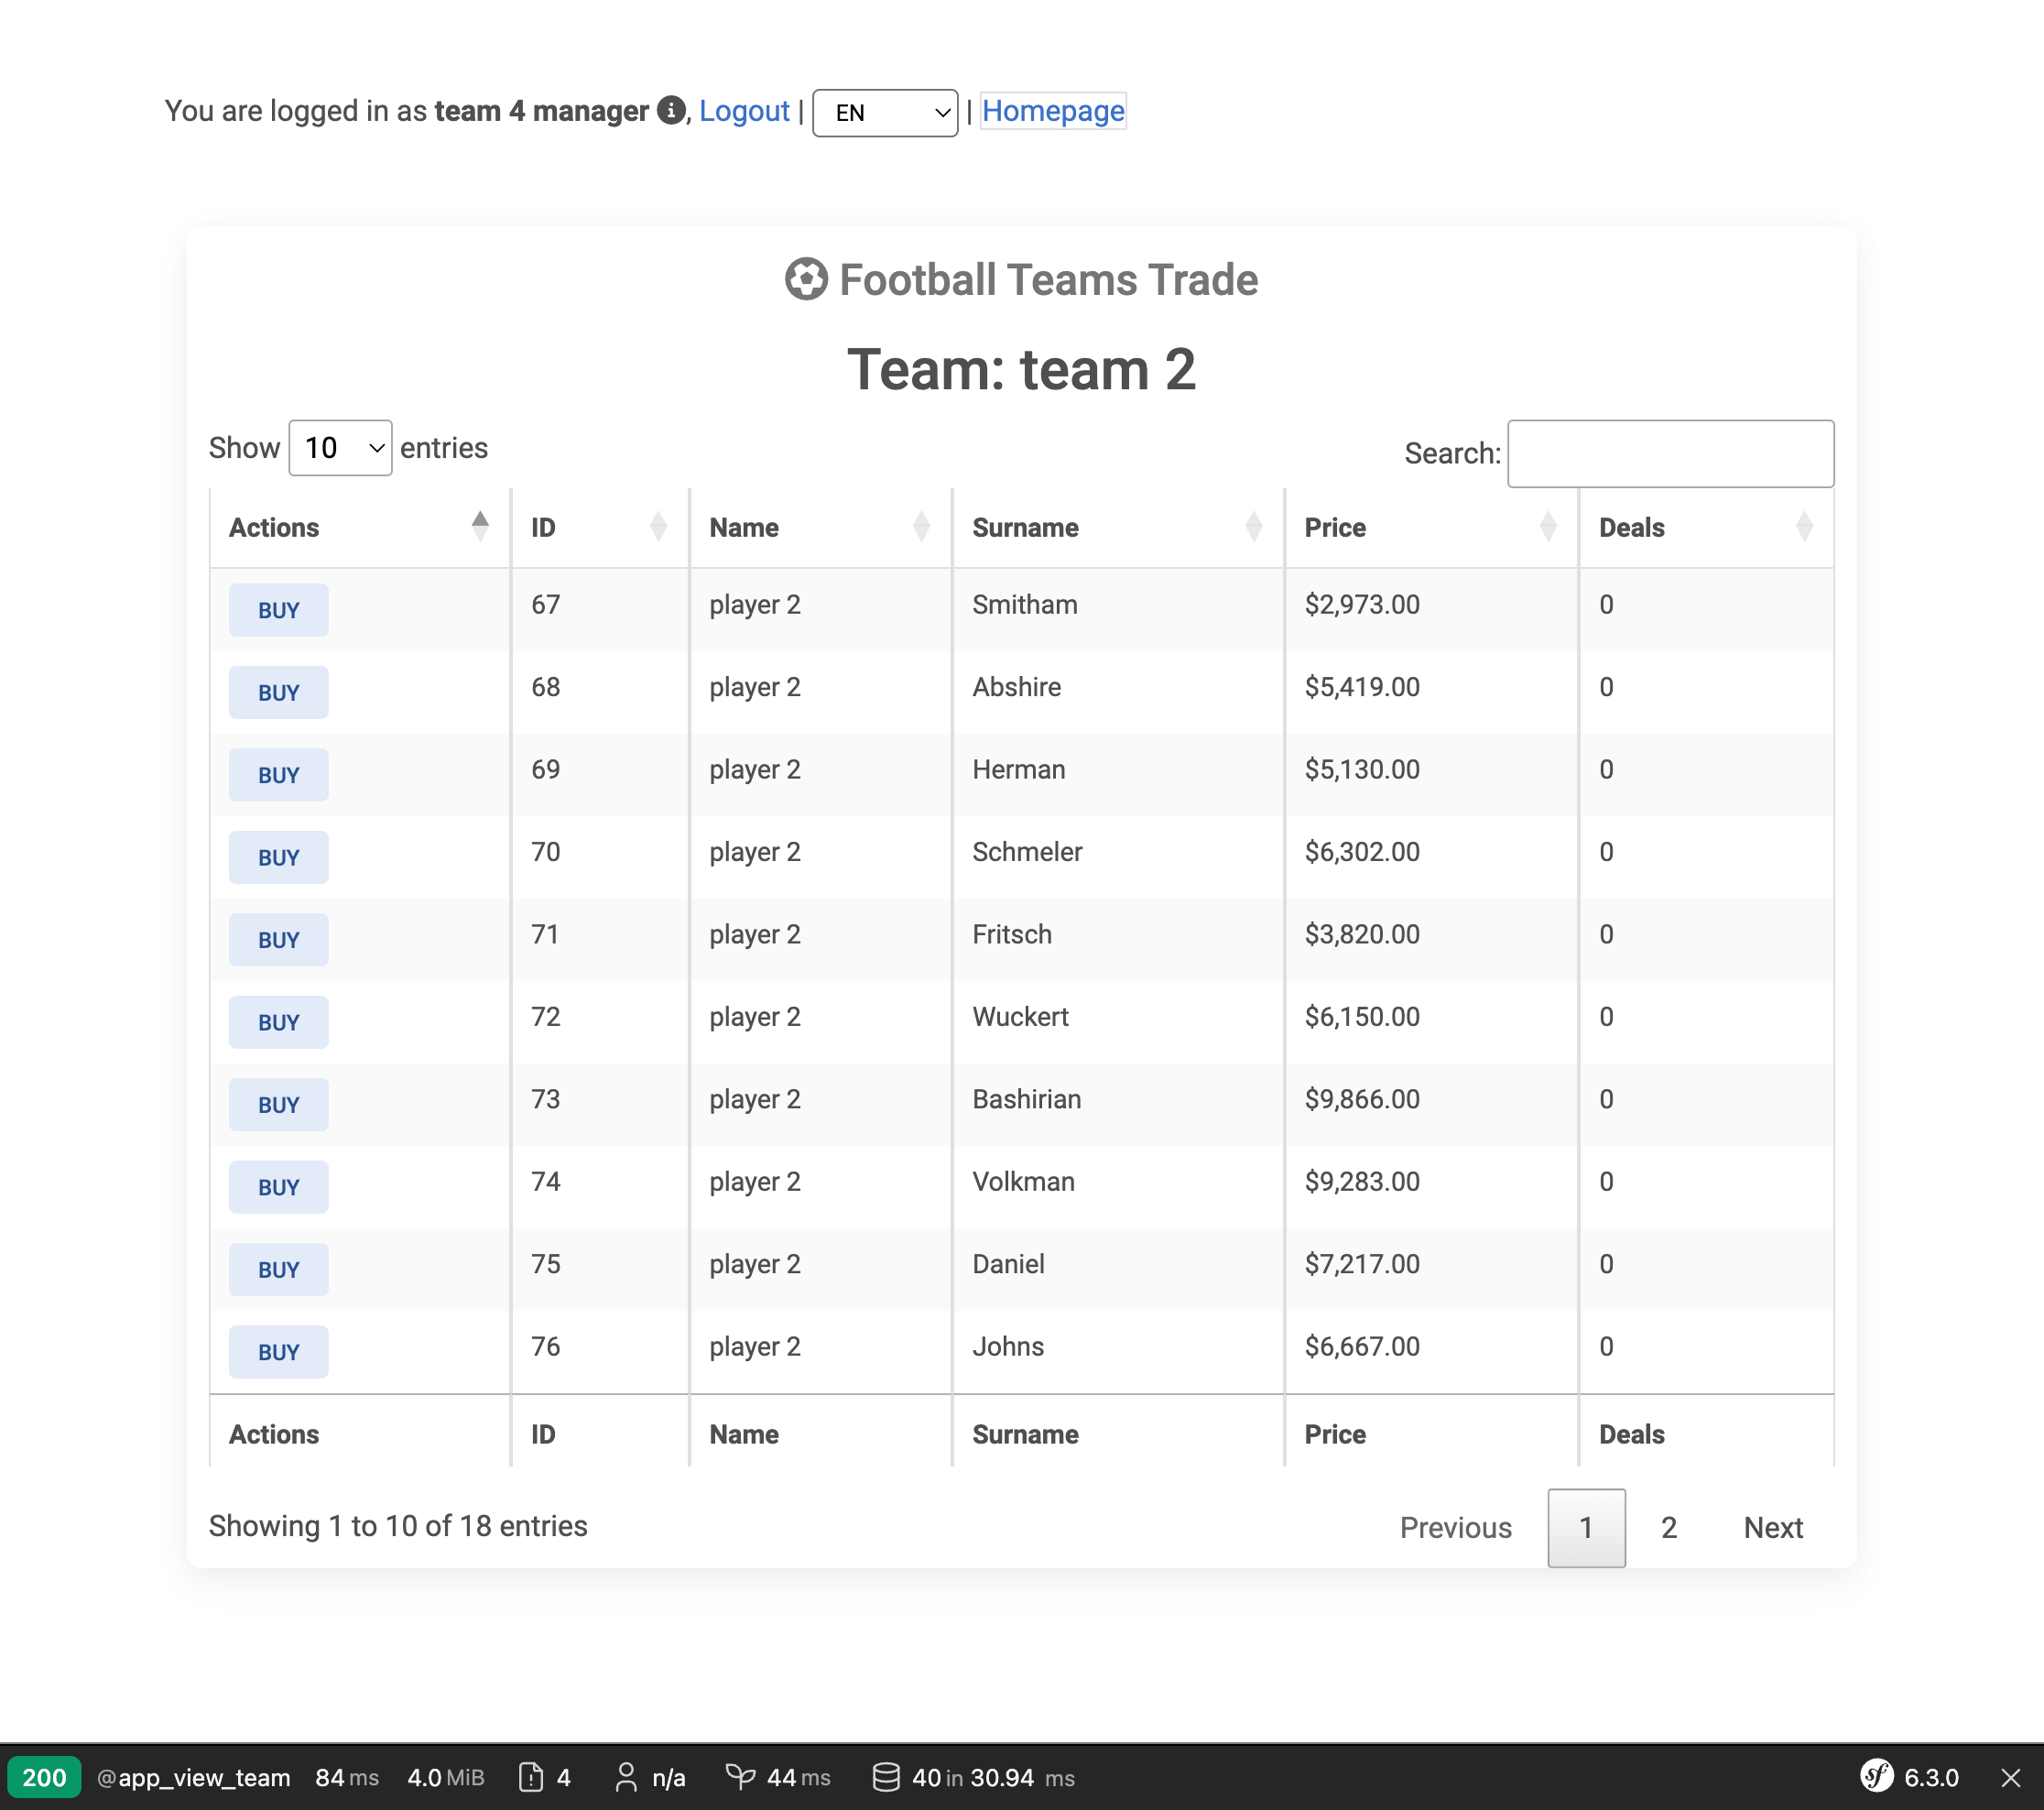 You are logged in as team 4 manager , Logout | EN | Homepage
Football Teams Trade
Team: team 2
Show 10 entries Search:
Actions ID Name Surname Price Deals
BUY 67 player 2 Smitham $2,973.00 0
BUY 68 player 2 Abshire $5,419.00 0
BUY 69 player 2 Herman $5,130.00 0
BUY 70 player 2 Schmeler $6,302.00 0
BUY 71 player 2 Fritsch $3,820.00 0
BUY 72 player 2 Wuckert $6,150.00 0
BUY 73 player 2 Bashirian $9,866.00 0
BUY 74 player 2 Volkman $9,283.00 0
BUY 75 player 2 Daniel $7,217.00 0
BUY 76 player 2 Johns $6,667.00 0
Actions ID Name Surname Price Deals
Showing 1 to 10 of 18 entries Previous 1 2 Next
200 @app_view_team 84 ms 4.0 MiB 4 n/a 44 ms 40 in 30.94 ms sf 6.3.0